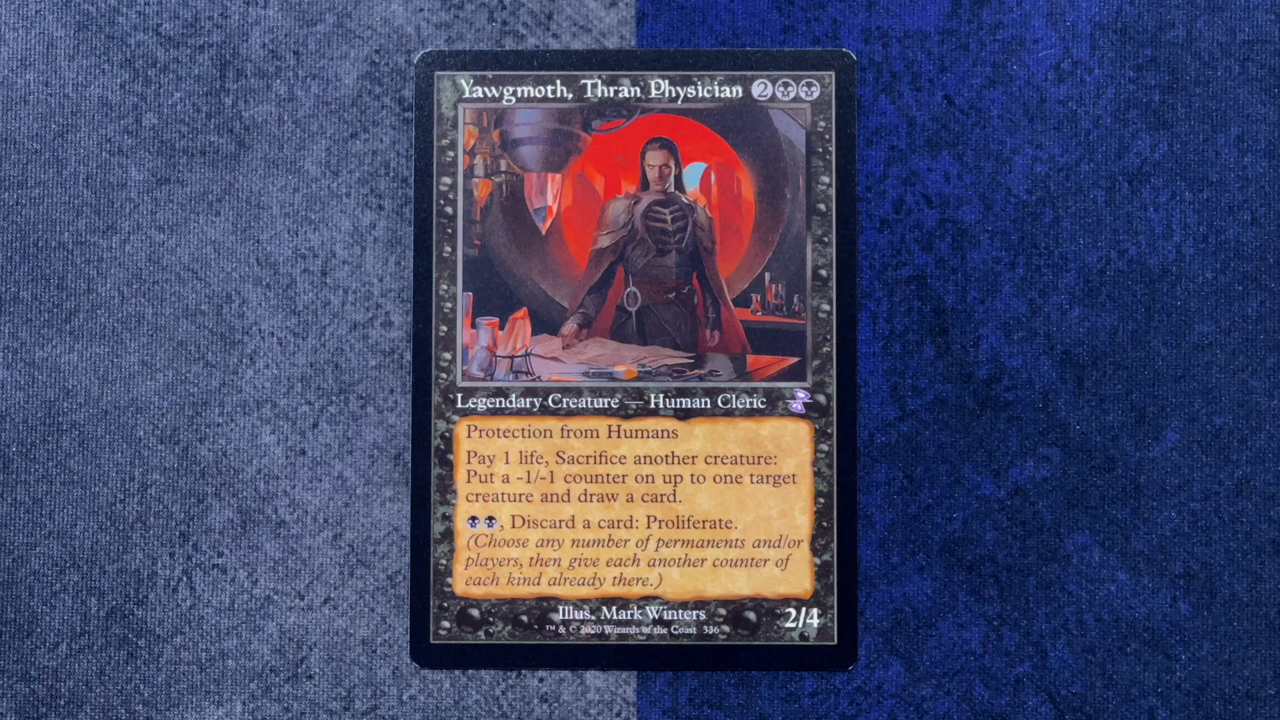 Yawgmoth, Thran Physician 2
Legendary Creature — Human Cleric
Protection from Humans
Pay 1 life, Sacrifice another creature:
Put a -1/-1 counter on up to one target
creature and draw a card.
, Discard a card: Proliferate.
(Choose any number of permanents and/or
players, then give each another counter of
each kind already there.)
Illus. Mark Winters
™ & © 2020 Wizards of the Coast 336
2/4